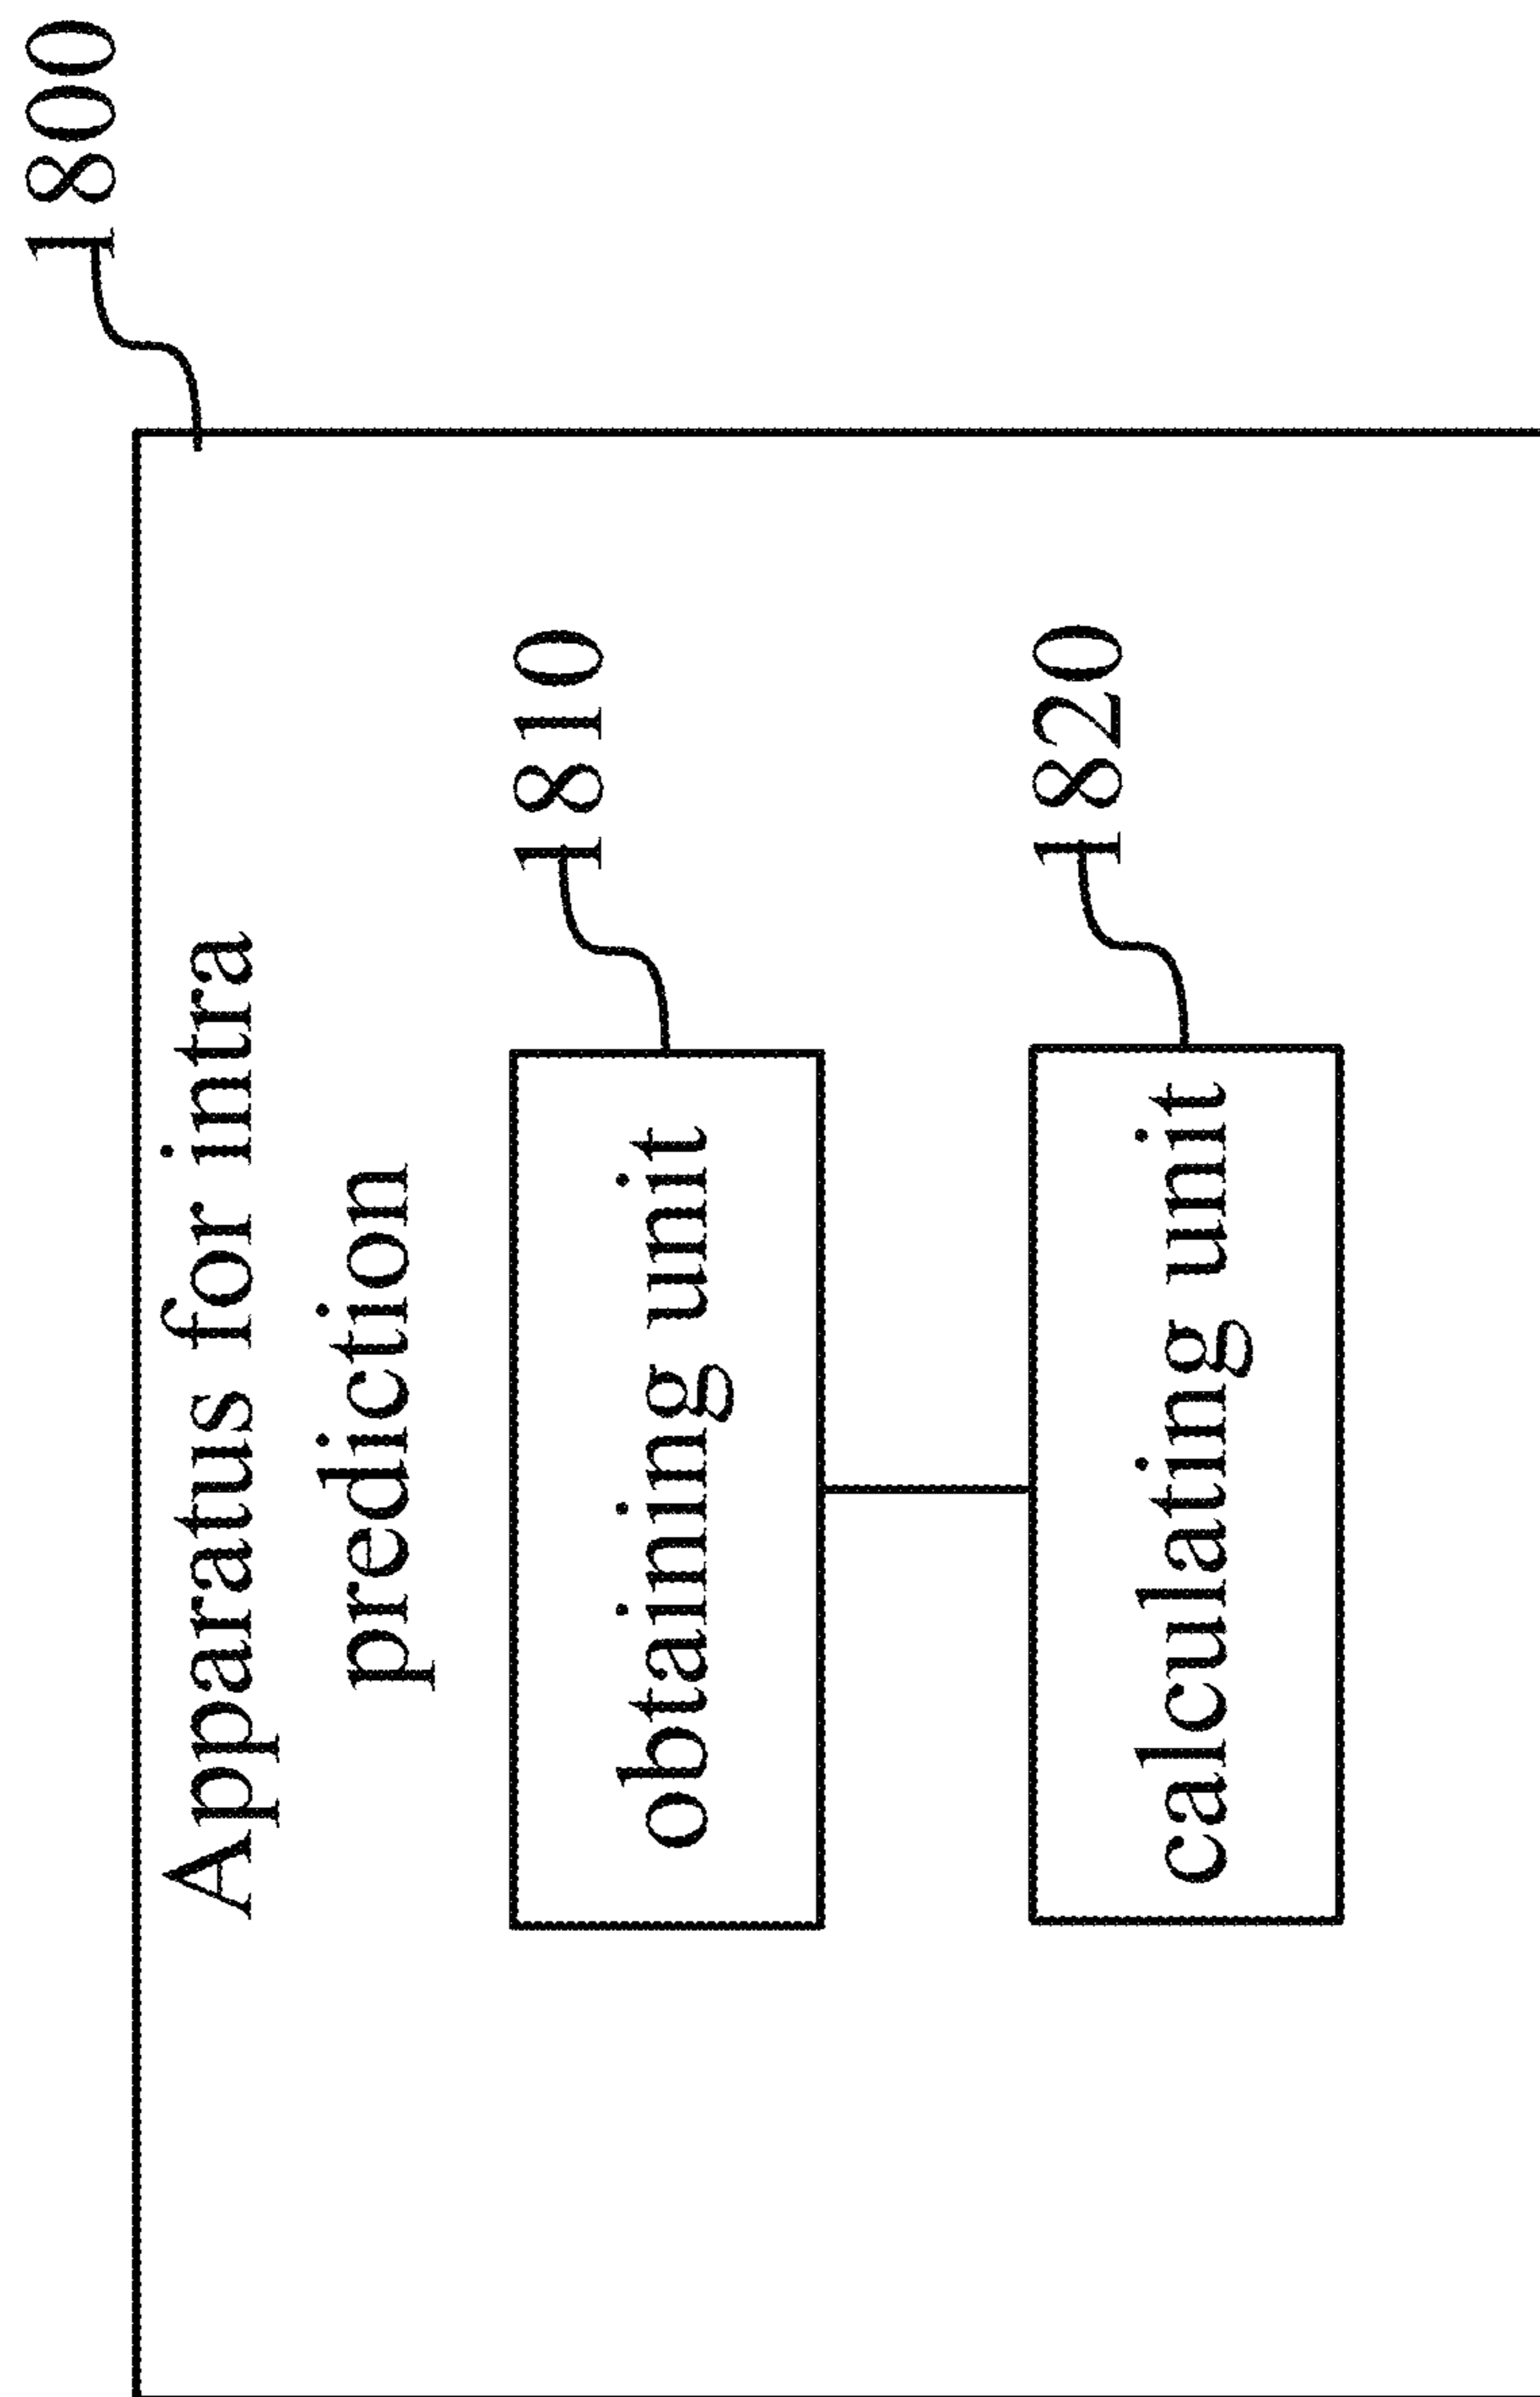 1800
Apparatus for intra
prediction
1810
obtaining unit
1820
calculating unit